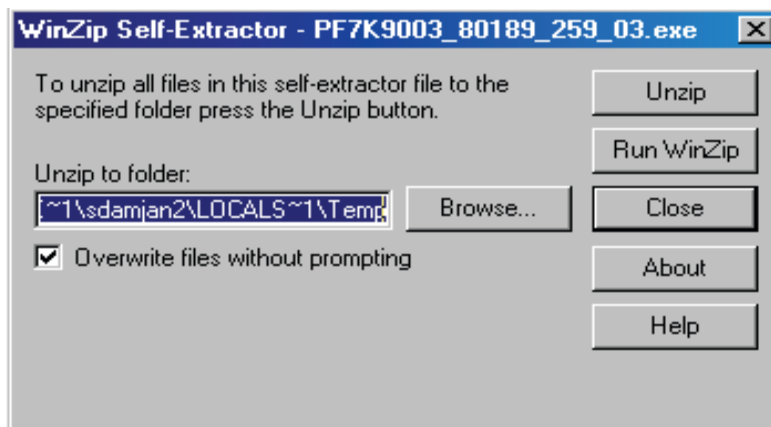 WinZip Self-Extractor - PF7K9003_80189_259_03.exe
To unzip all files in this self-extractor file to the
specified folder press the Unzip button.
Unzip to folder:
~1\sdamjan2\LOCALS~1\Temp
Browse...
Overwrite files without prompting
Unzip
Run WinZip
Close
About
Help